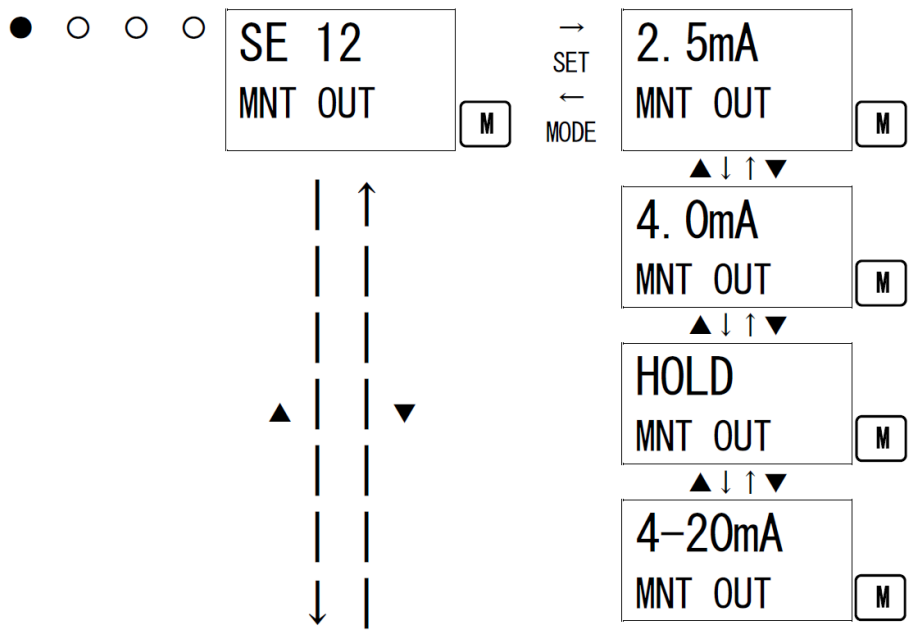 ● ○ ○ ○
SE 12
MNT OUT
M
→
SET
←
MODE
2.5mA
MNT OUT
M
▲↓↑▼
4.0mA
MNT OUT
M
▲↓↑▼
HOLD
MNT OUT
M
▲↓↑▼
4-20mA
MNT OUT
M
▲ ▼